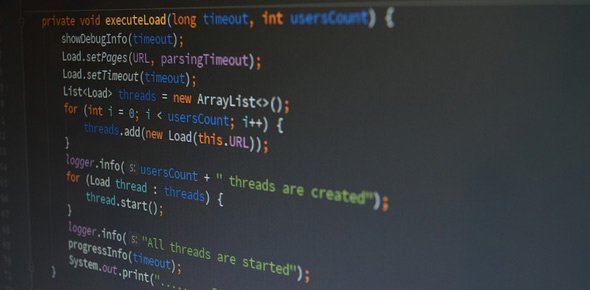 private void executeLoad(long timeout, int usersCount) {
showDebugInfo(timeout);
Load.setPages(URL, parsingTimeout);
Load.setTimeout(timeout);
List<Load> threads = new ArrayList<>();
for (int i = 0; i < usersCount; i++) {
threads.add(new Load(this.URL));
}
logger.info( s: usersCount + " threads are created");
for (Load thread : threads) {
thread.start();
}
logger.info( s: "All threads are started");
progressInfo(timeout);
System.out.print("......
}